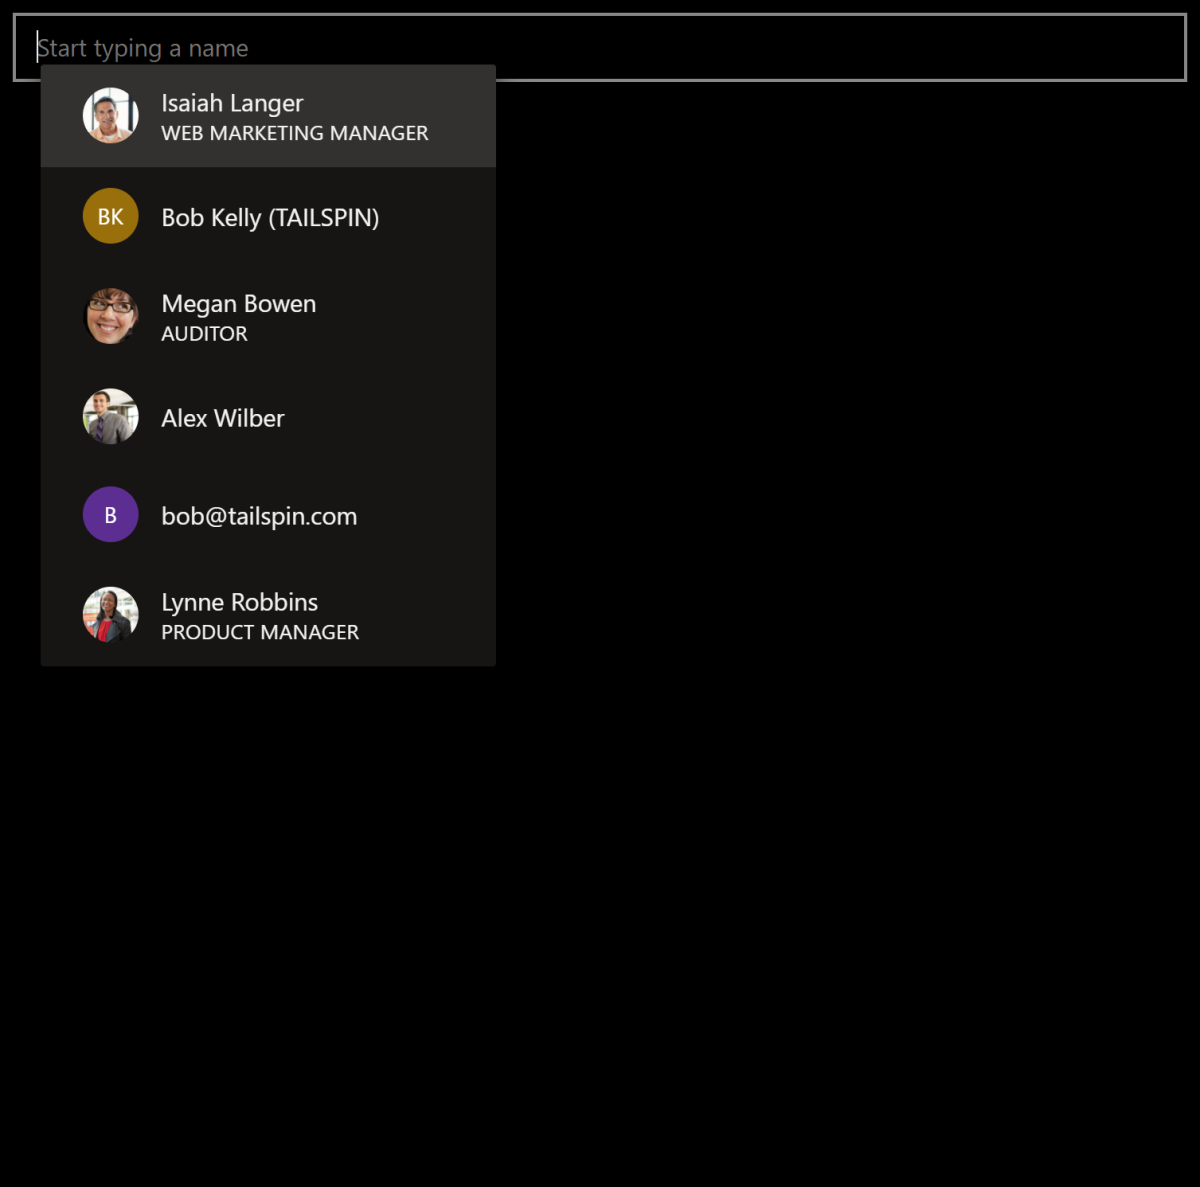 Start typing a name
Isaiah Langer
WEB MARKETING MANAGER
BK
Bob Kelly (TAILSPIN)
Megan Bowen
AUDITOR
Alex Wilber
B
bob@tailspin.com
Lynne Robbins
PRODUCT MANAGER